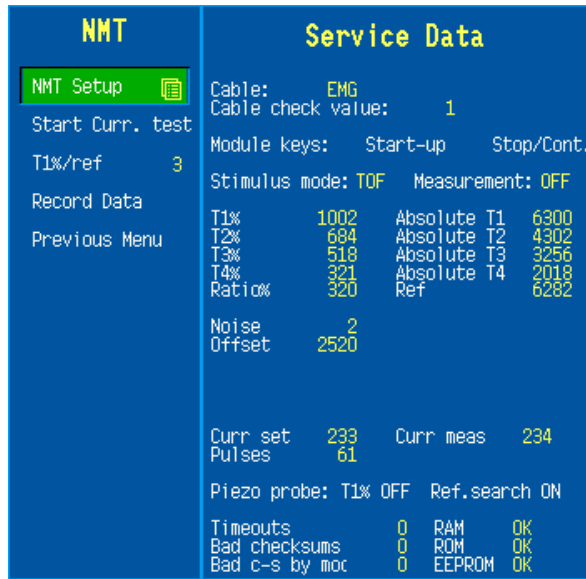 NMT
NMT Setup
Start Curr. test
T1%/ref 3
Record Data
Previous Menu
Service Data
Cable: EMG
Cable check value: 1
Module keys: Start-up Stop/Cont.
Stimulus mode: TOF Measurement: OFF
T1% 1002 Absolute T1 6300
T2% 684 Absolute T2 4302
T3% 518 Absolute T3 3256
T4% 321 Absolute T4 2018
Ratio% 320 Ref 6282
Noise 2
Offset 2520
Curr set 233 Curr meas 234
Pulses 61
Piezo probe: T1% OFF Ref.search ON
Timeouts 0 RAM OK
Bad checksums 0 ROM OK
Bad c-s by moc 0 EEPROM OK